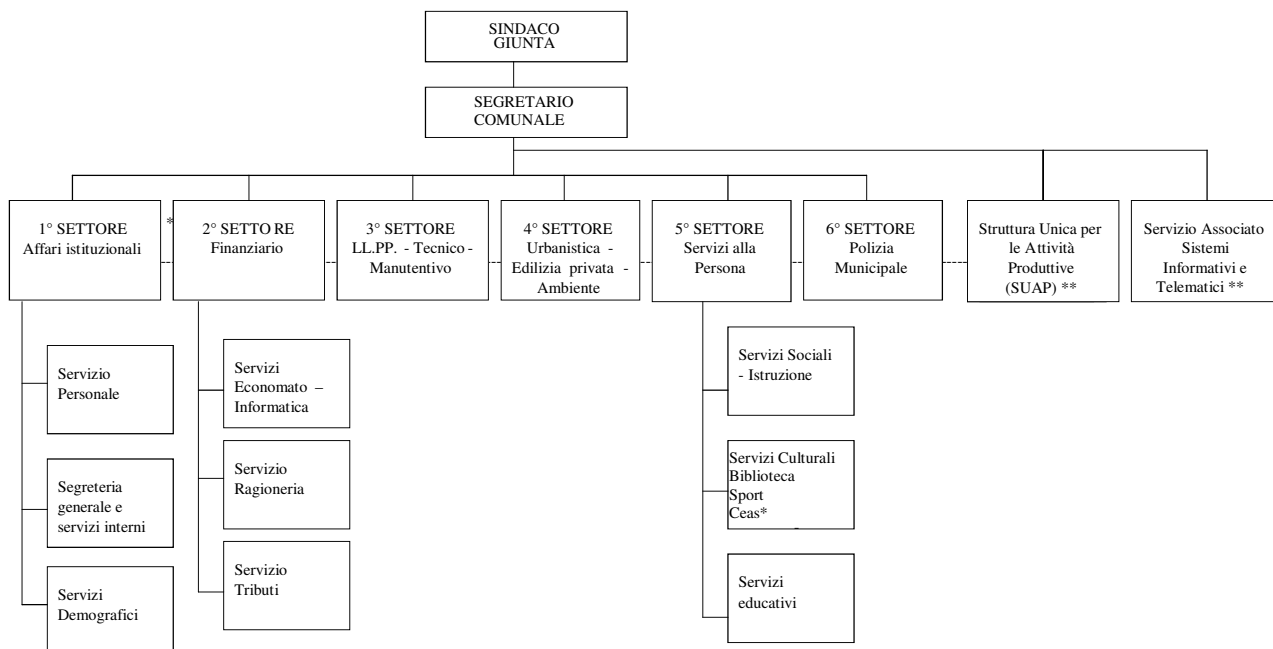 SINDACO
GIUNTA
SEGRETARIO
COMUNALE
1° SETTORE
Affari istituzionali
*
2° SETTO RE
Finanziario
3° SETTORE
LL.PP. - Tecnico -
Manutentivo
4° SETTORE
Urbanistica -
Edilizia privata -
Ambiente
5° SETTORE
Servizi alla
Persona
6° SETTORE
Polizia
Municipale
Struttura Unica per
le Attività
Produttive
(SUAP) **
Servizio Associato
Sistemi
Informativi e
Telematici **
Servizio
Personale
Segreteria
generale e
servizi interni
Servizi
Demografici
Servizi
Economato –
Informatica
Servizio
Ragioneria
Servizio
Tributi
Servizi Sociali
- Istruzione
Servizi Culturali
Biblioteca
Sport
Ceas*
Servizi
educativi